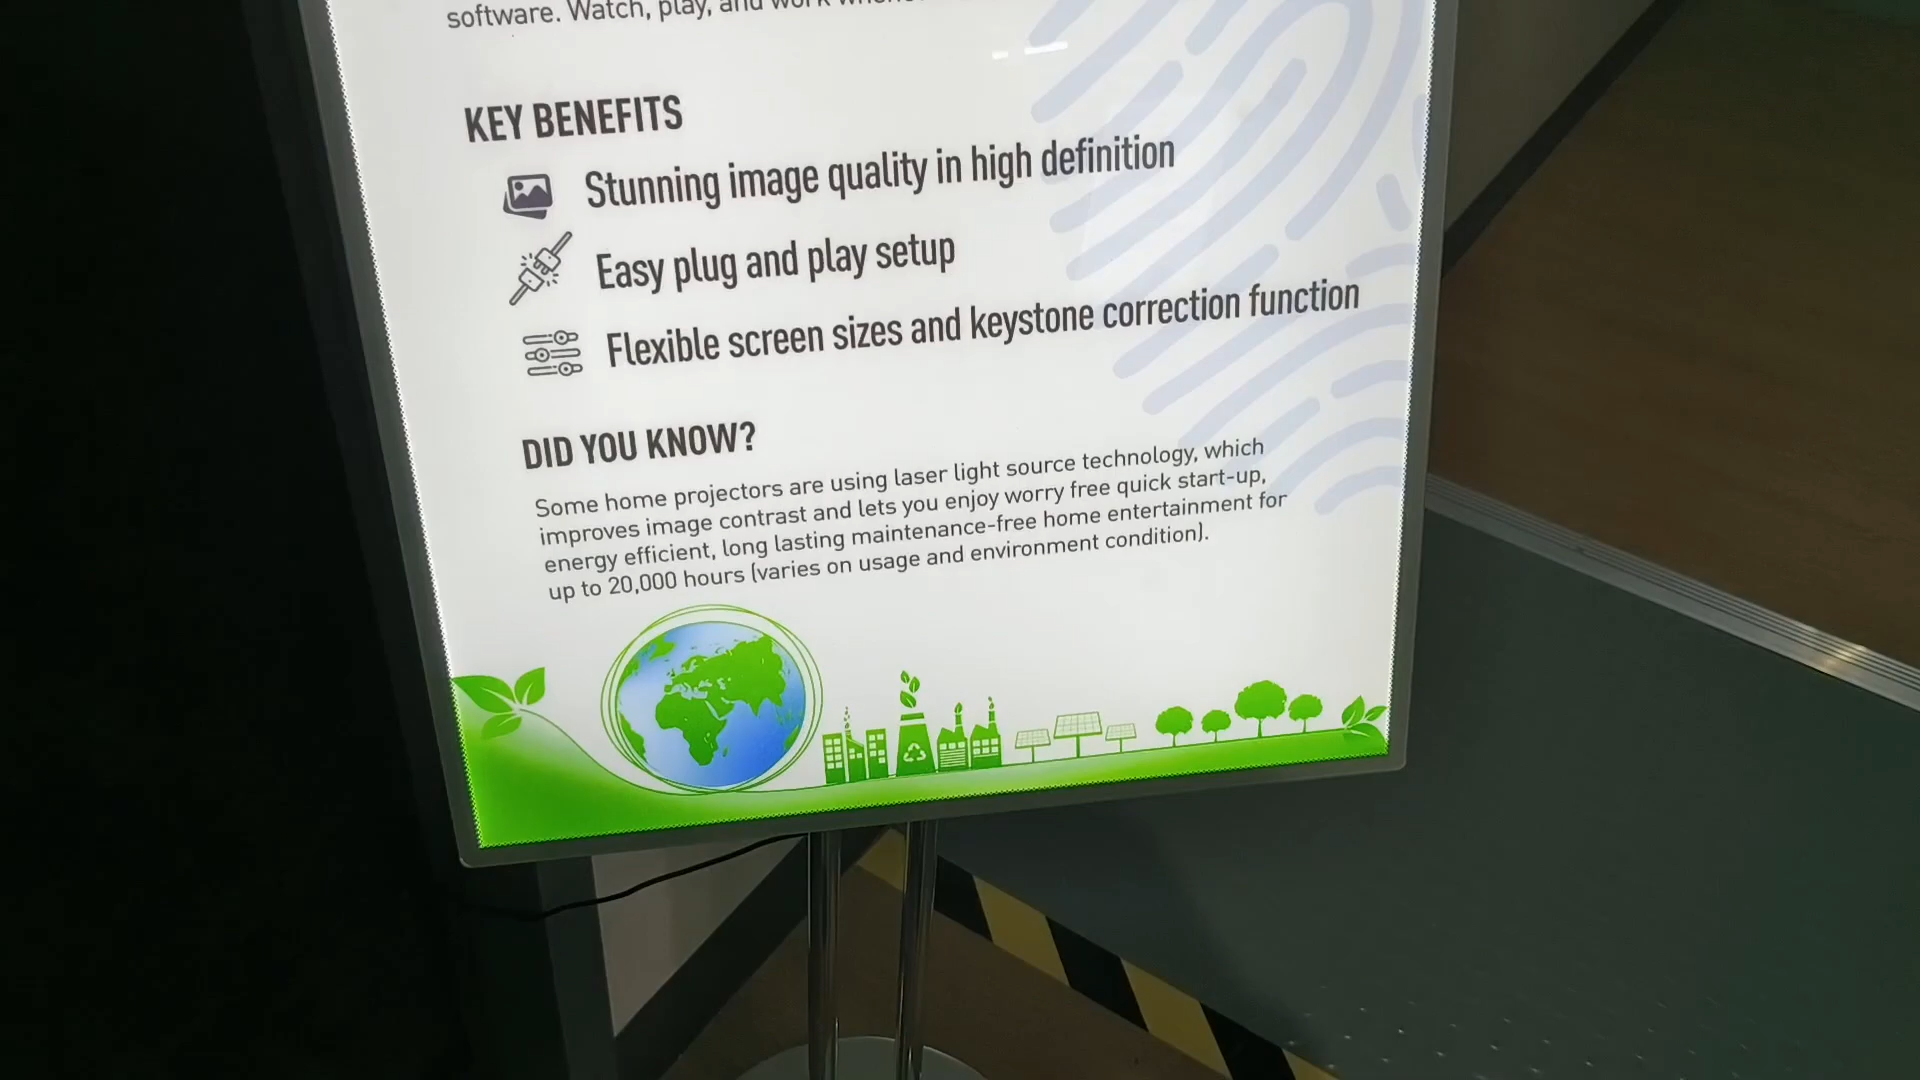 software. Watch, play, and work
KEY BENEFITS
Stunning image quality in high definition
Easy plug and play setup
Flexible screen sizes and keystone correction function
DID YOU KNOW?
Some home projectors are using laser light source technology, which
improves image contrast and lets you enjoy worry free quick start-up,
energy efficient, long lasting maintenance-free home entertainment for
up to 20,000 hours (varies on usage and environment condition).